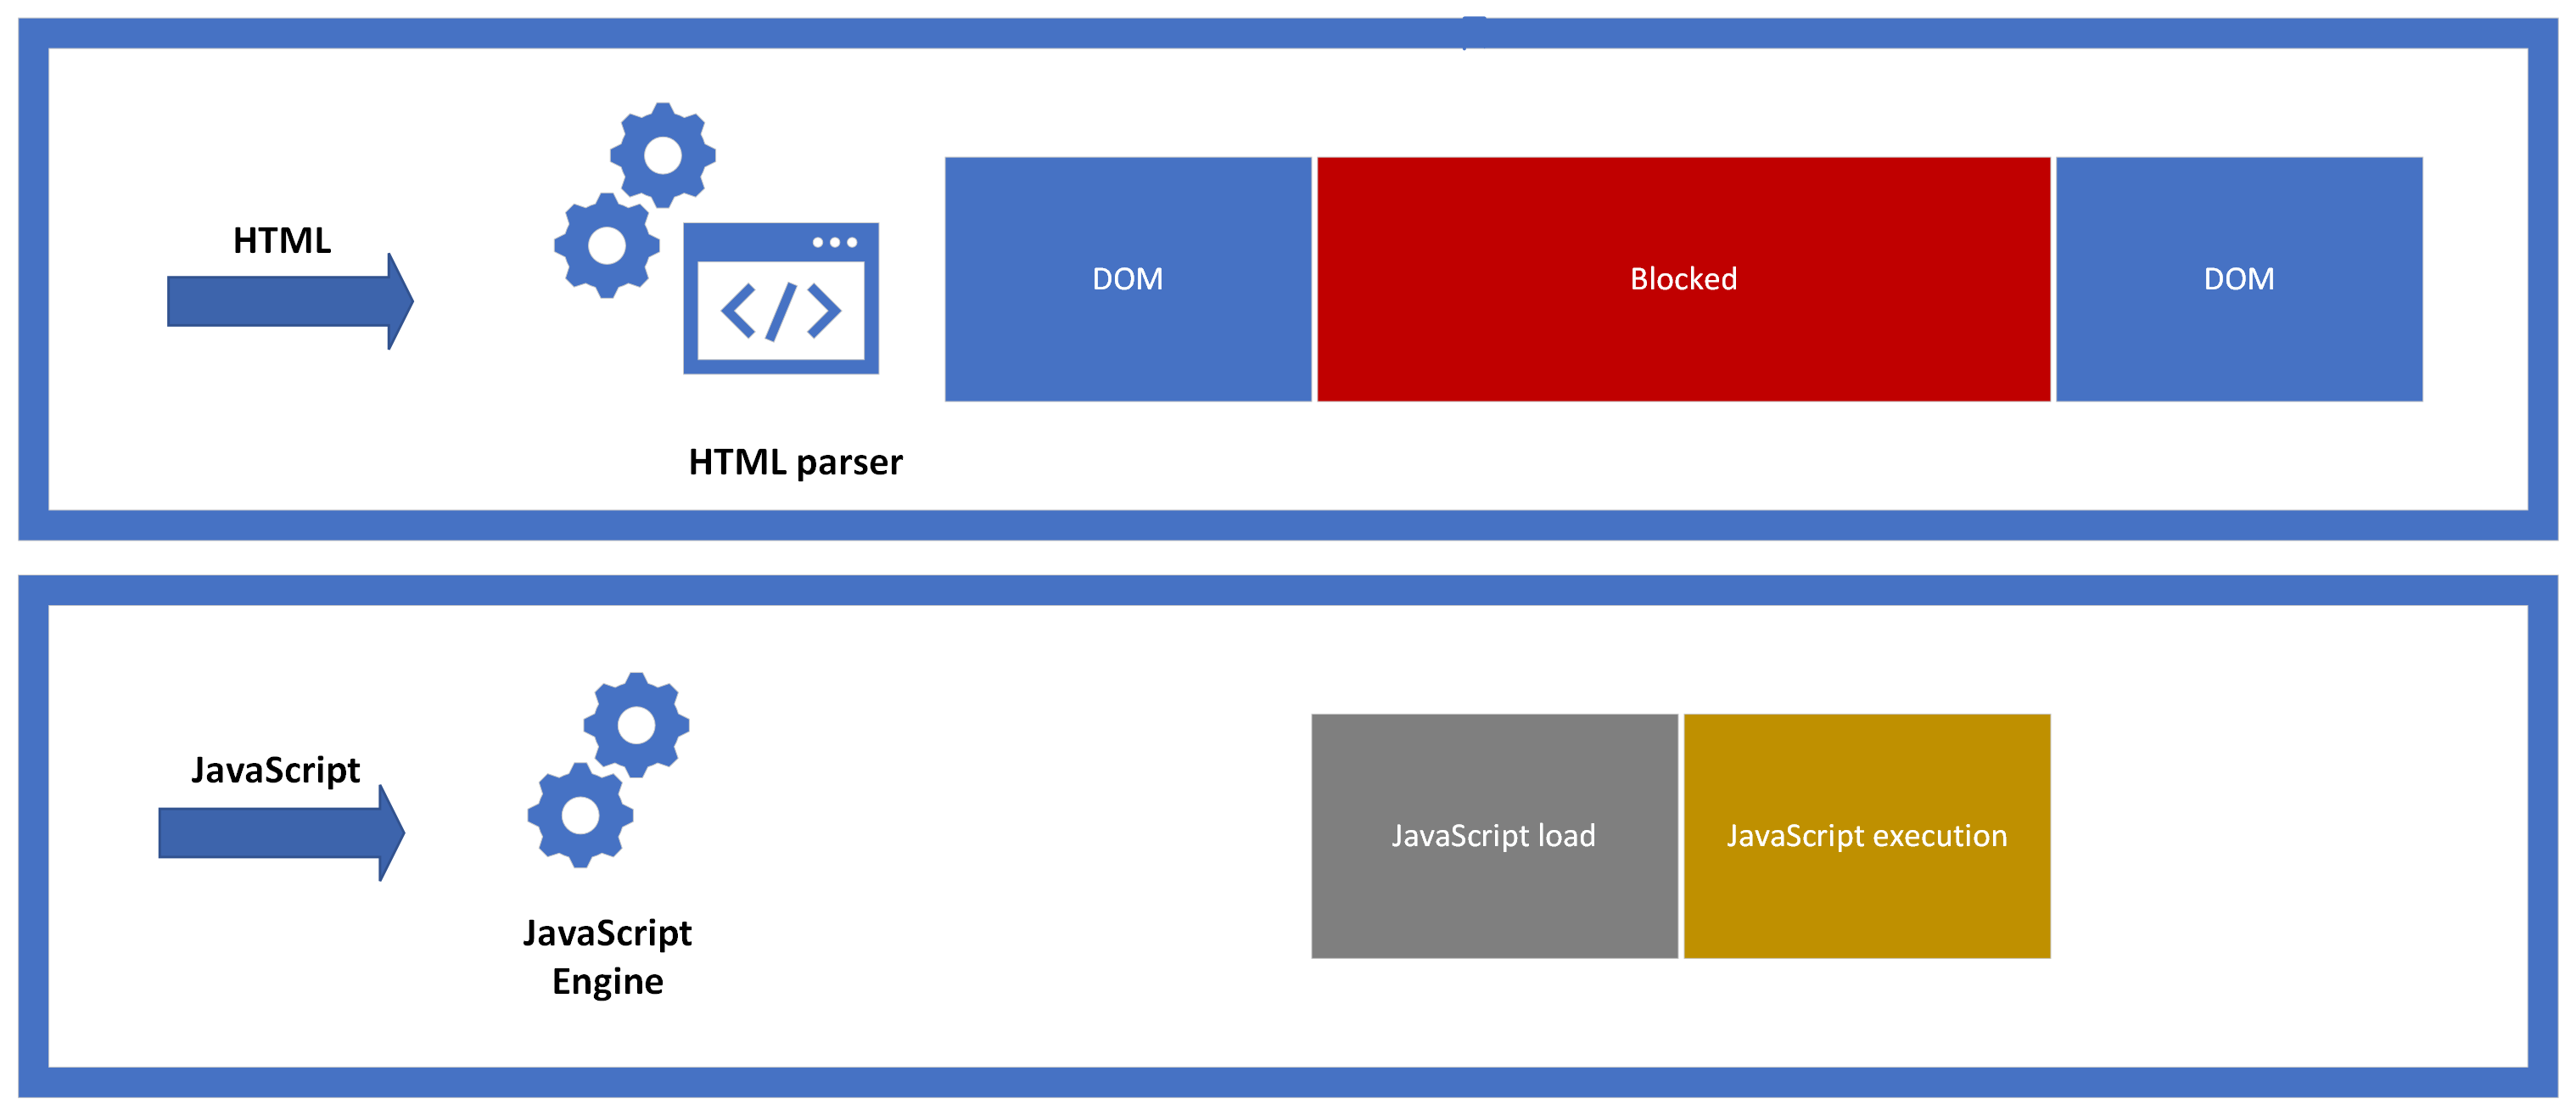 HTML
DOM
Blocked
DOM
HTML parser
JavaScript
JavaScript load
JavaScript execution
JavaScript
Engine